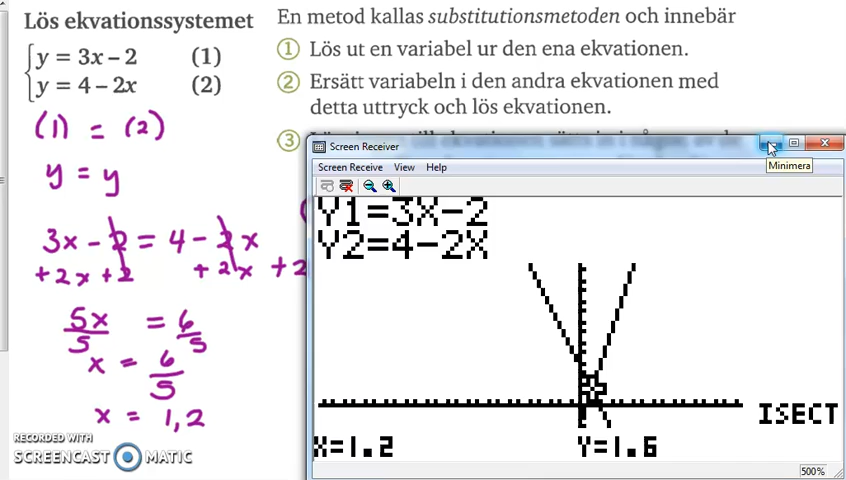 Lös ekvationssystemet
y = 3x – 2 (1)
y = 4 – 2x (2)
(1) = (2)
y = y
3x - 2 = 4 - 2x
+2x +2 +2x +2
5x/5 = 6/5
x = 6/5
x = 1,2
RECORDED WITH
SCREENCAST MATIC
En metod kallas substitutionsmetoden och innebär
1 Lös ut en variabel ur den ena ekvationen.
2 Ersätt variabeln i den andra ekvationen med
detta uttryck och lös ekvationen.
3
Screen Receiver
Minimera
Screen Receive View Help
Y1=3X-2
Y2=4-2X
ISECT
X=1.2 Y=1.6
500%